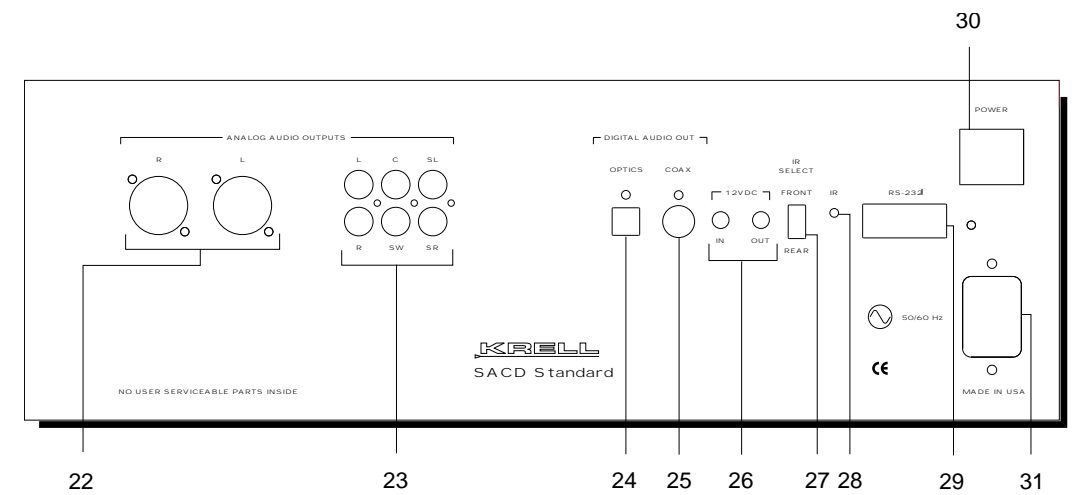 30
POWER
ANALOG AUDIO OUTPUTS
DIGITAL AUDIO OUT
R L
L C SL
OPTICS COAX
IR
SELECT
12VDC
FRONT
IR
RS-232
IN OUT
REAR
R SW SR
50/60 Hz
KRELL
SACD Standard
CE
NO USER SERVICEABLE PARTS INSIDE
MADE IN USA
22 23 24 25 26 27 28 29 31